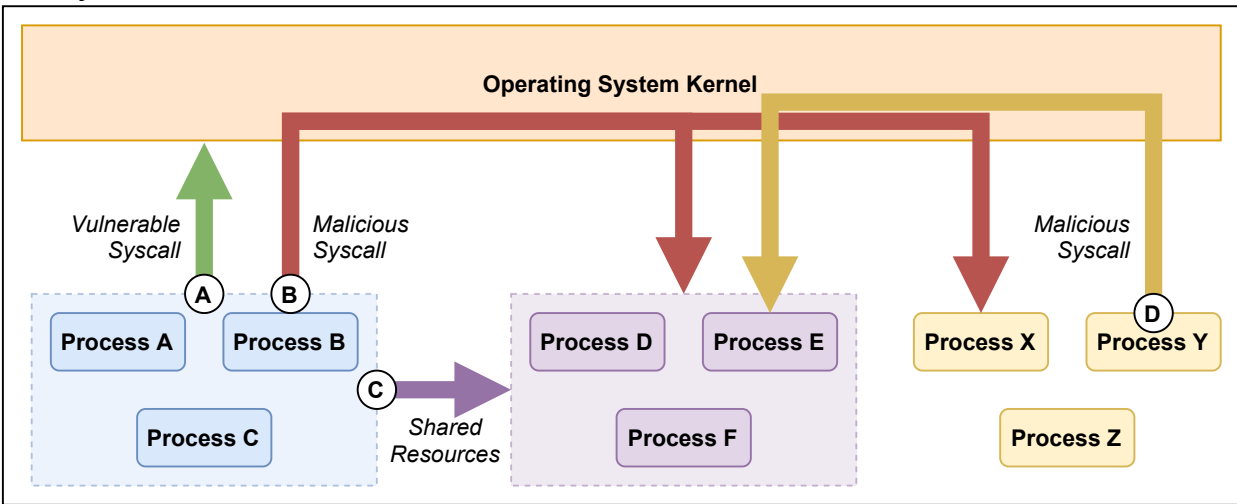 Operating System Kernel
Vulnerable
Syscall
Malicious
Syscall
Malicious
Syscall
A
B
D
Process A
Process B
Process D
Process E
Process X
Process Y
C
Shared
Resources
Process C
Process F
Process Z